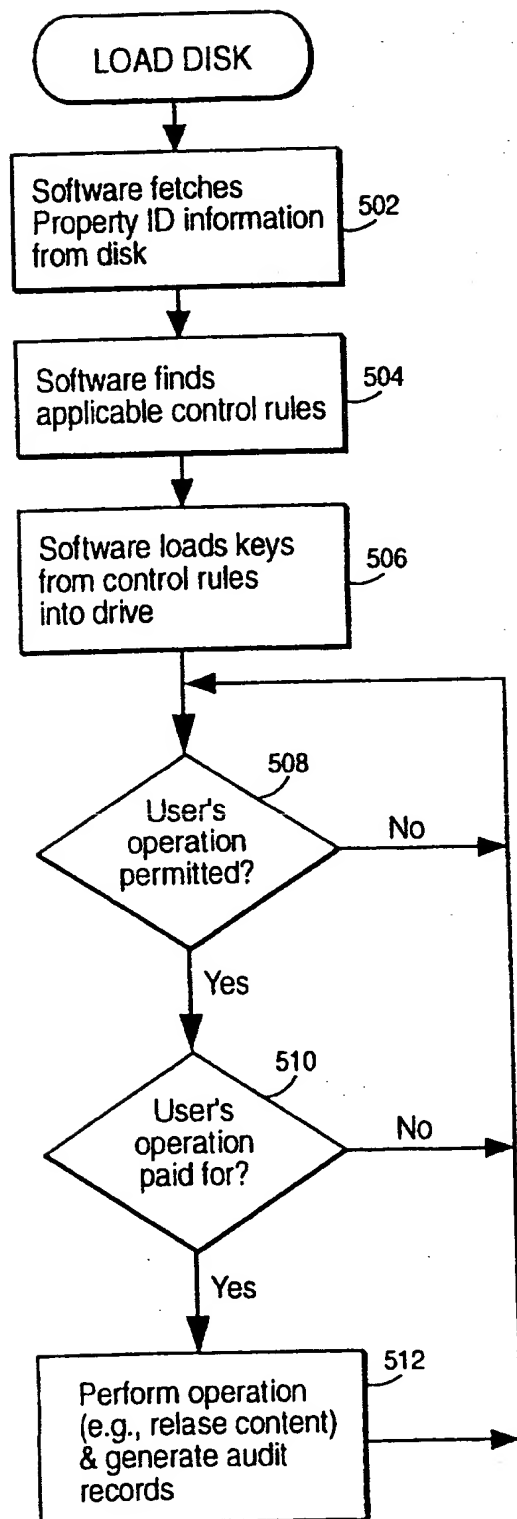 LOAD DISK
Software fetches
Property ID information
from disk
502
Software finds
applicable control rules
504
Software loads keys
from control rules
into drive
506
508
User's
operation
permitted?
No
Yes
510
User's
operation
paid for?
No
Yes
512
Perform operation
(e.g., relase content)
& generate audit
records